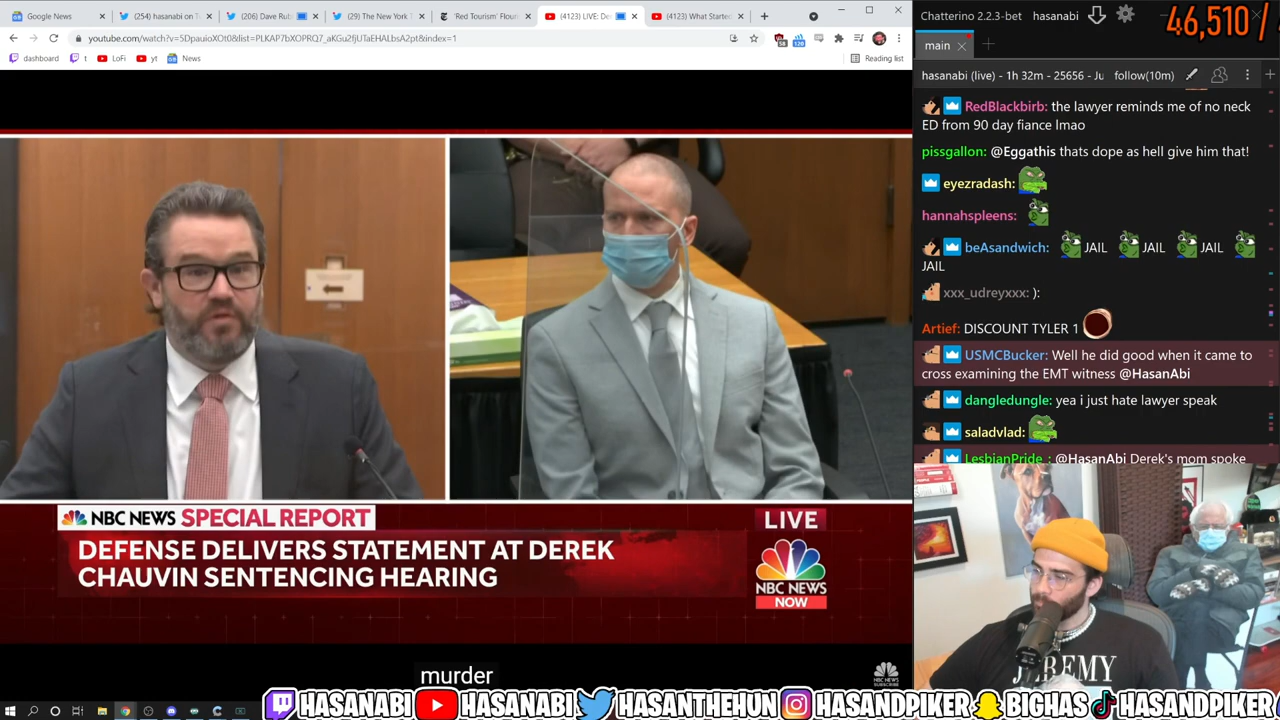 Google News
(254) hasanabi on Tw
(206) Dave Rub
(29) The New York T
'Red Tourism' Flour
(4123) LIVE: De
(4123) What Started
youtube.com/watch?v=5DpauioXOt0&list=PLKAP7bXOPRQ7_aKGu2fjUTaEHALbsA2pt&index=1
dashboard
t
LoFi
yt
News
Reading list
Chatterino 2.2.3-bet
hasanabi
46,510 /
main
hasanabi (live) - 1h 32m - 25656 - Ju
follow(10m)
RedBlackbirb: the lawyer reminds me of no neck
ED from 90 day fiance lmao
pissgallon: @Eggathis thats dope as hell give him that!
eyezradash:
hannahspleens:
beAsandwich: JAIL JAIL JAIL
JAIL
xxx_udreyxxx: ):
Artief: DISCOUNT TYLER 1
USMCBucker: Well he did good when it came to
cross examining the EMT witness @HasanAbi
dangledungle: yea i just hate lawyer speak
saladvlad:
LesbianPride_: @HasanAbi Derek's mom spoke
NBC NEWS SPECIAL REPORT
DEFENSE DELIVERS STATEMENT AT DEREK
CHAUVIN SENTENCING HEARING
LIVE
NBC NEWS
NOW
murder
NBC NEWS
SUBSCRIBE
HASANABI
HASANABI
HASANTHEHUN
HASANDPIKER
BIGHAS
HASANDPIKER